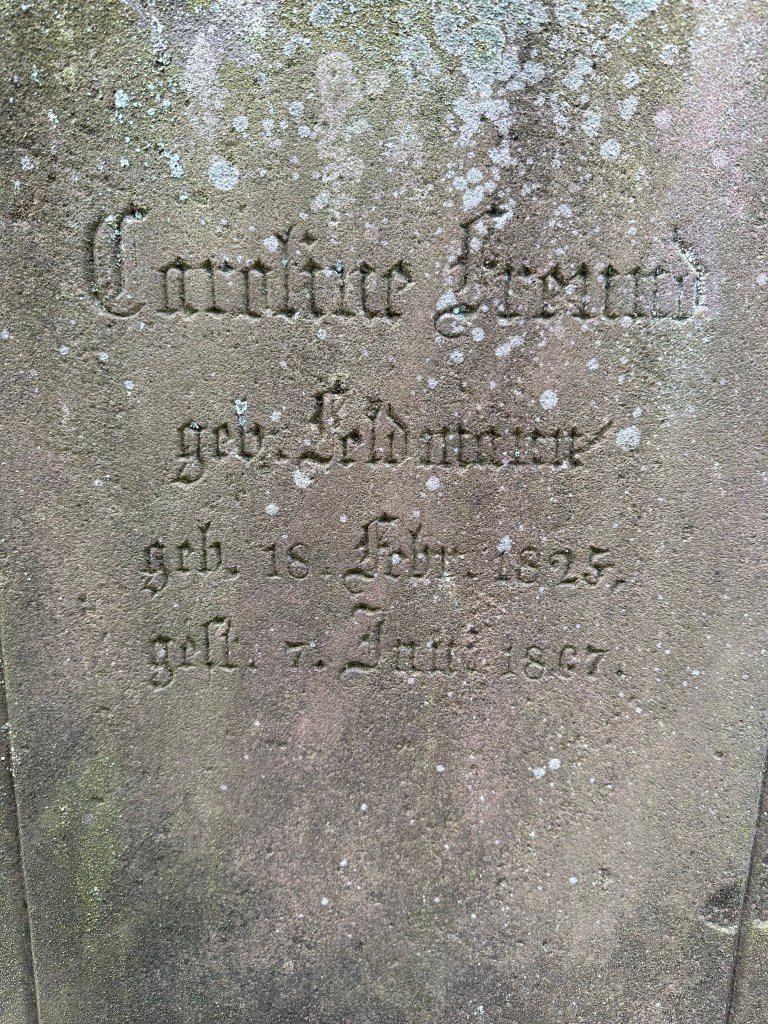 Caroline Freund
geb. Feldmann
geb. 18. Febr. 1825.
gest. 7. Juni 1867.